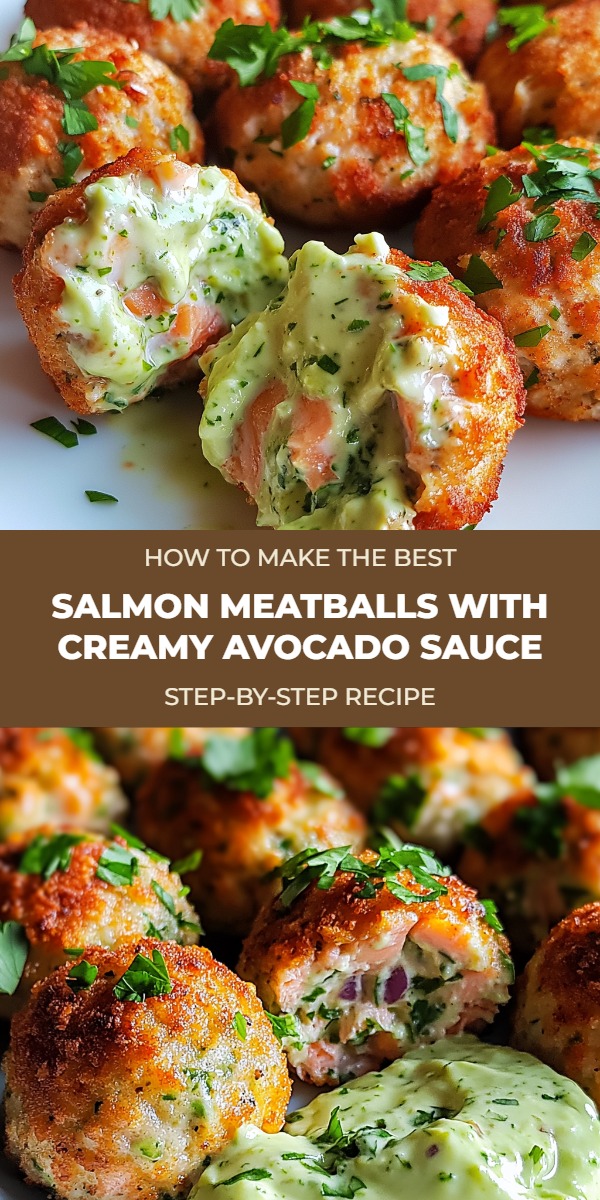 HOW TO MAKE THE BEST
SALMON MEATBALLS WITH
CREAMY AVOCADO SAUCE
STEP-BY-STEP RECIPE